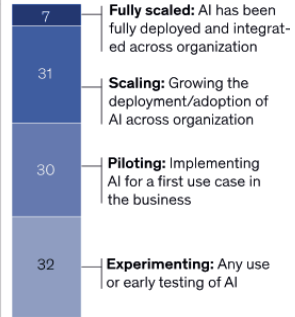 7
Fully scaled: AI has been
fully deployed and integrat-
ed across organization
31
Scaling: Growing the
deployment/adoption of
AI across organization
30
Piloting: Implementing
AI for a first use case in
the business
32
Experimenting: Any use
or early testing of AI